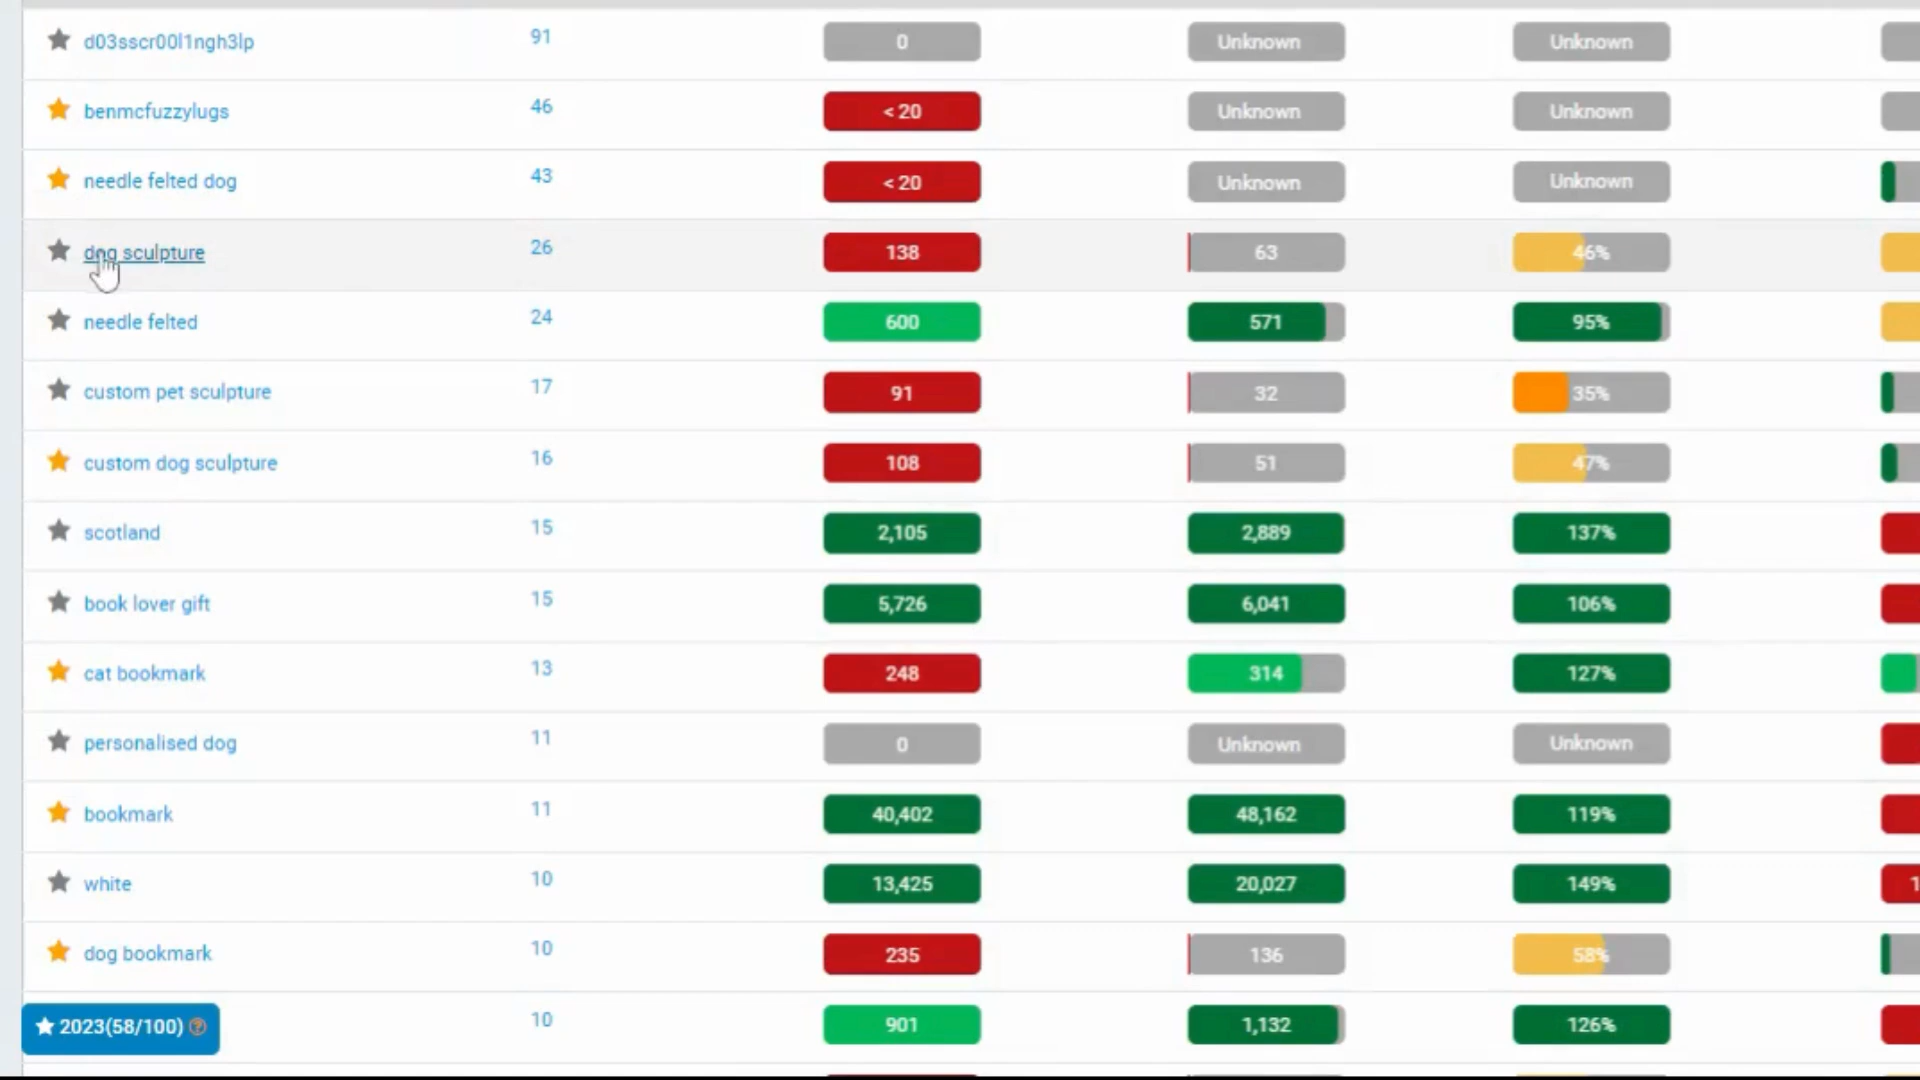 d03sscr00l1ngh3lp 91 0 Unknown Unknown
benmcfuzzylugs 46 < 20 Unknown Unknown
needle felted dog 43 < 20 Unknown Unknown
dog sculpture 26 138 63 46%
needle felted 24 600 571 95%
custom pet sculpture 17 91 32 35%
custom dog sculpture 16 108 51 47%
scotland 15 2,105 2,889 137%
book lover gift 15 5,726 6,041 106%
cat bookmark 13 248 314 127%
personalised dog 11 0 Unknown Unknown
bookmark 11 40,402 48,162 119%
white 10 13,425 20,027 149% 1
dog bookmark 10 235 136 58%
2023(58/100) ? 10 901 1,132 126%